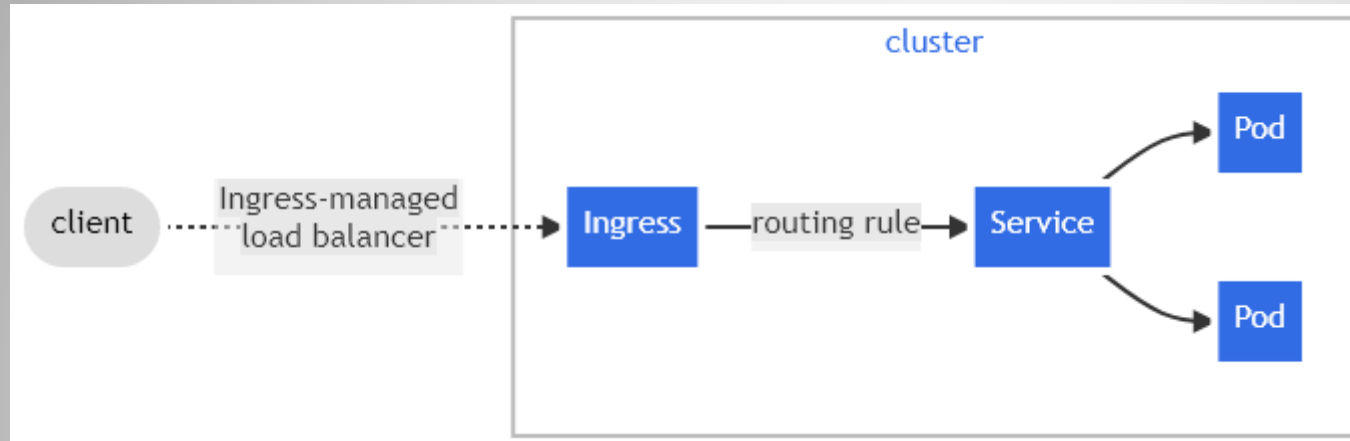 cluster
Pod
client
Ingress-managed
load balancer
Ingress
routing rule
Service
Pod